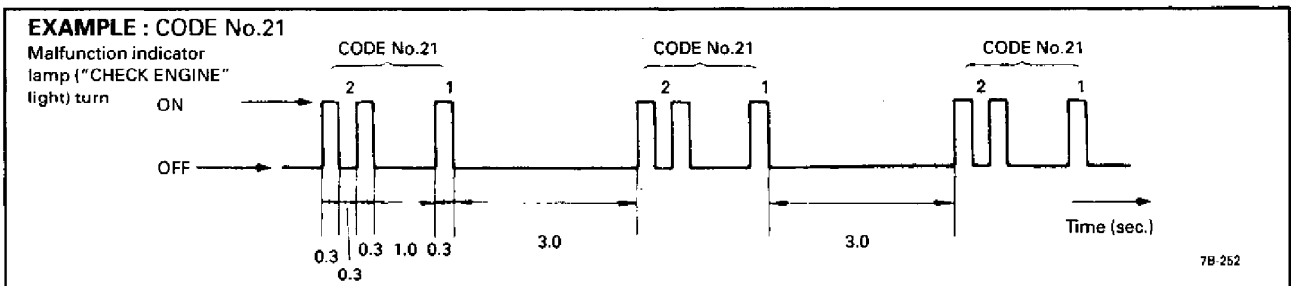 EXAMPLE : CODE No.21
Malfunction indicator
lamp ("CHECK ENGINE"
light) turn
CODE No.21
CODE No.21
CODE No.21
2
1
2
1
2
1
ON
OFF
Time (sec.)
0.3
0.3
0.3
1.0
0.3
3.0
3.0
7B-252